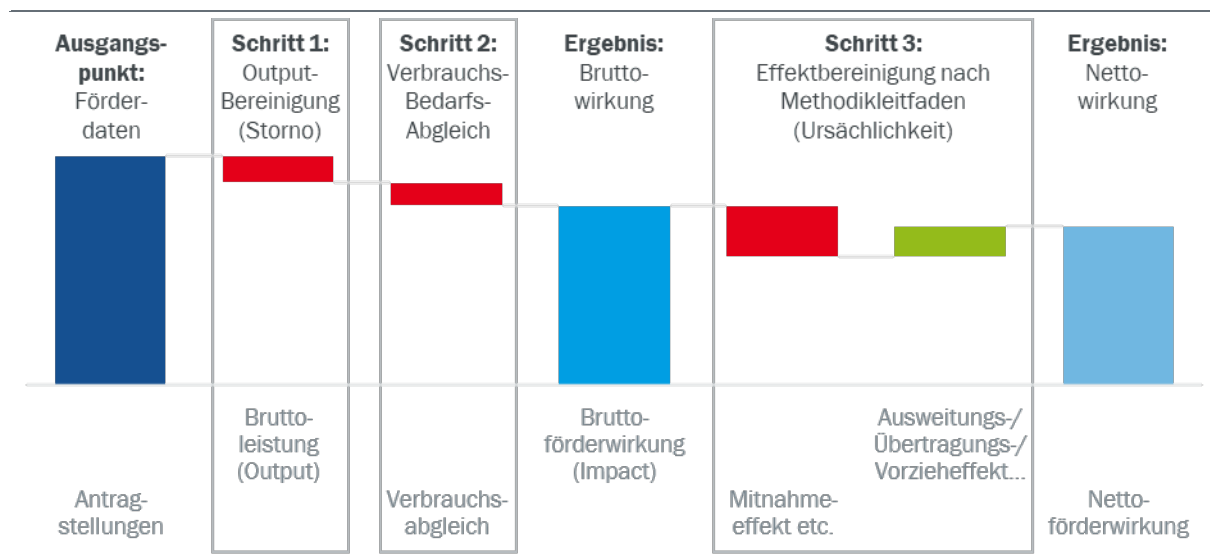 Ausgangs-
punkt:
Förder-
daten
Schritt 1:
Output-
Bereinigung
(Storno)
Schritt 2:
Verbrauchs-
Bedarfs-
Abgleich
Ergebnis:
Brutto-
wirkung
Schritt 3:
Effektbereinigung nach
Methodikleitfaden
(Ursächlichkeit)
Ergebnis:
Netto-
wirkung
Antrag-
stellungen
Brutto-
leistung
(Output)
Verbrauchs-
abgleich
Brutto-
förderwirkung
(Impact)
Mitnahme-
effekt etc.
Ausweitungs-/
Übertragungs-/
Vorzieheffekt...
Netto-
förderwirkung